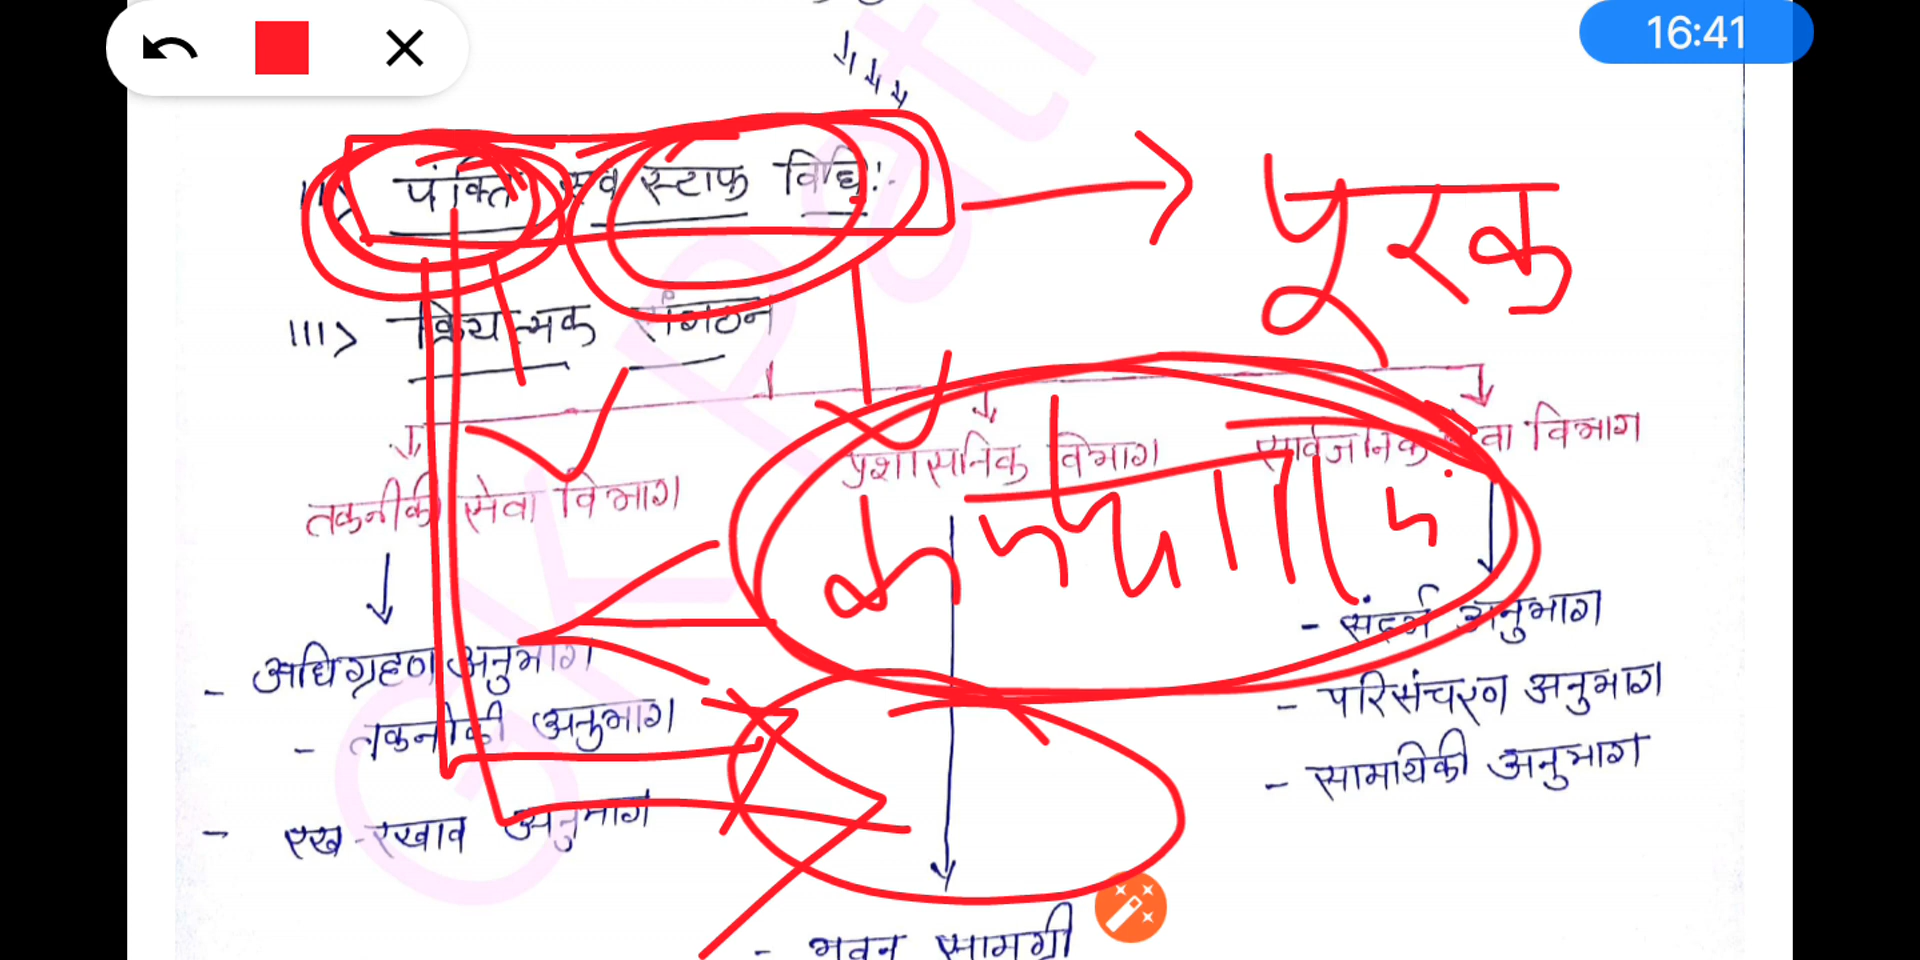 16:41
ii> पंक्ति एवं स्टाफ विधि:-
पूरक
iii> क्रियात्मक संगठन
तकनीकी सेवा विभाग
प्रशासनिक विभाग
सार्वजनिक सेवा विभाग
- अधिग्रहण अनुभाग
- तकनीकी अनुभाग
- रख-रखाव अनुभाग
- संदर्भ अनुभाग
- परिसंचरण अनुभाग
- सामयिकी अनुभाग
- भवन सामग्री